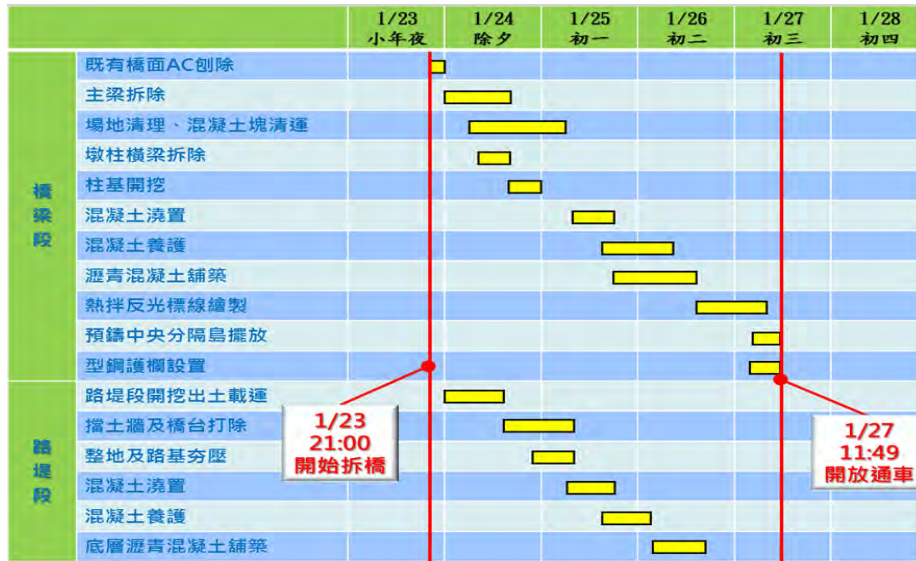 1/23 1/24 1/25 1/26 1/27 1/28
小年夜 除夕 初一 初二 初三 初四
橋梁段
既有橋面AC刨除
主梁拆除
場地清理、混凝土塊清運
墩柱橫梁拆除
柱基開挖
混凝土澆置
混凝土養護
瀝青混凝土舖築
熱拌反光標線繪製
預鑄中央分隔島擺放
型鋼護欄設置
路堤段
路堤段開挖出土載運
擋土牆及橋台打除
整地及路基夯壓
混凝土澆置
混凝土養護
底層瀝青混凝土舖築
1/23
21:00
開始拆橋
1/27
11:49
開放通車